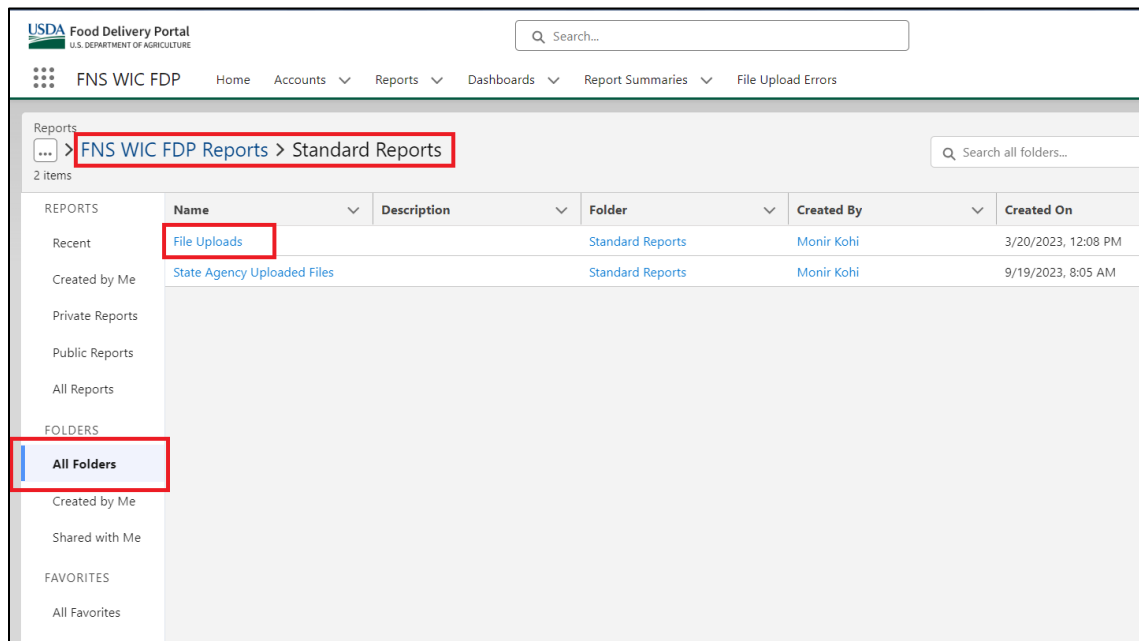 USDA Food Delivery Portal
U.S. DEPARTMENT OF AGRICULTURE
Search...
FNS WIC FDP Home Accounts Reports Dashboards Report Summaries File Upload Errors
Reports
... > FNS WIC FDP Reports > Standard Reports
Search all folders...
2 items
REPORTS
Name Description Folder Created By Created On
Recent
File Uploads Standard Reports Monir Kohi 3/20/2023, 12:08 PM
Created by Me
State Agency Uploaded Files Standard Reports Monir Kohi 9/19/2023, 8:05 AM
Private Reports
Public Reports
All Reports
FOLDERS
All Folders
Created by Me
Shared with Me
FAVORITES
All Favorites